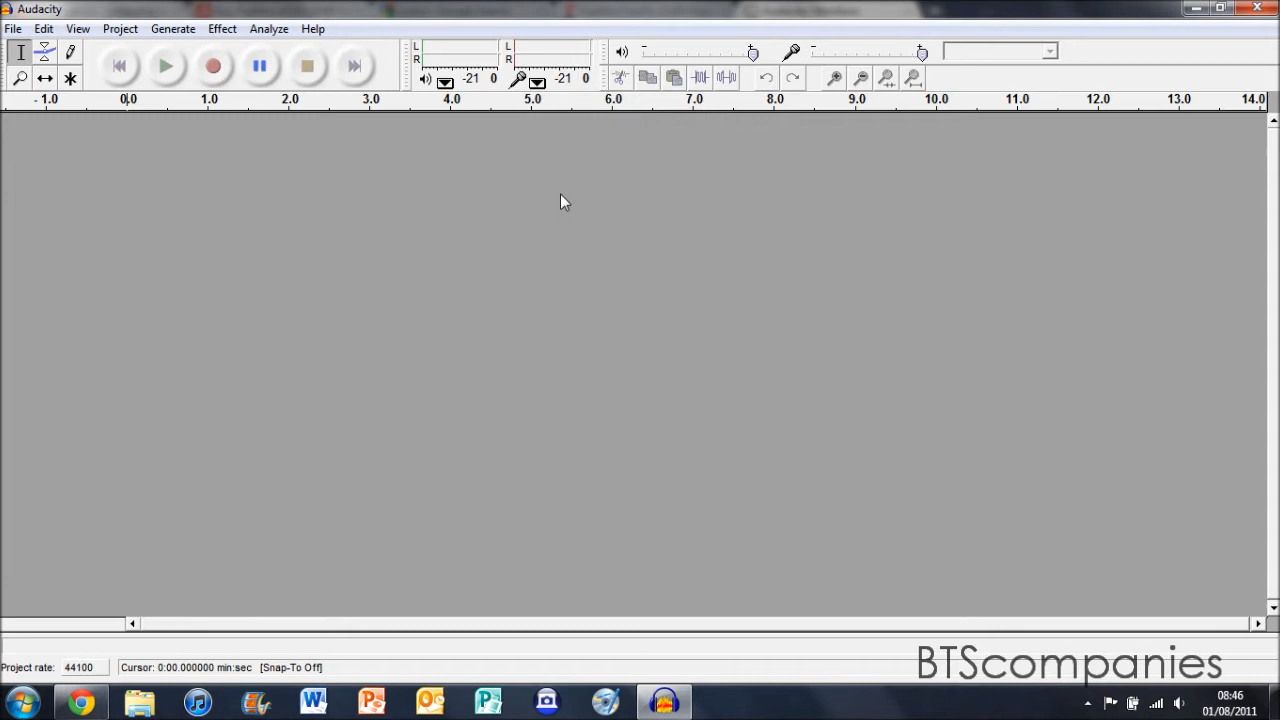 Audacity
File Edit View Project Generate Effect Analyze Help
L R L R
-21 0 -21 0
- 1.0 0.0 1.0 2.0 3.0 4.0 5.0 6.0 7.0 8.0 9.0 10.0 11.0 12.0 13.0 14.0
Project rate: 44100 Cursor: 0:00.000000 min:sec [Snap-To Off]
BTScompanies
08:46
01/08/2011